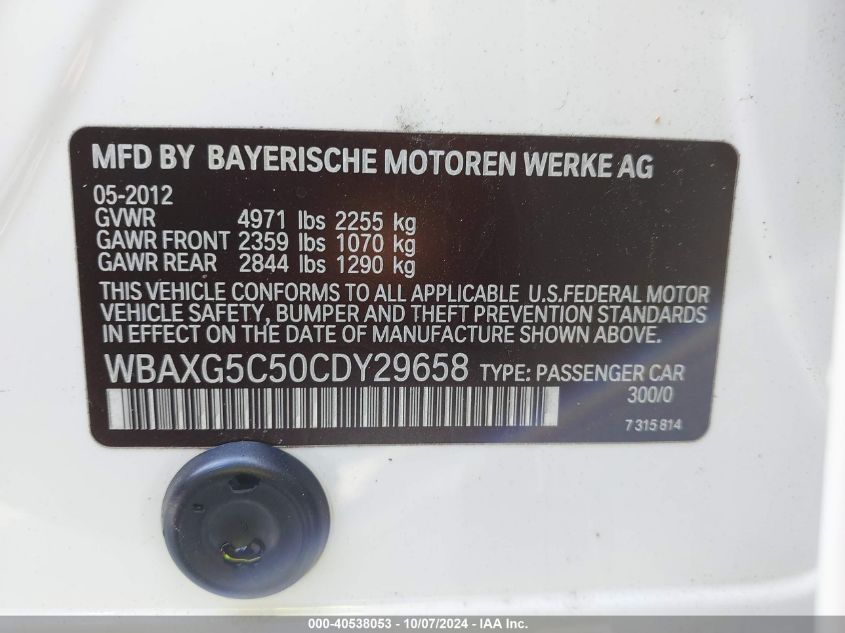 MFD BY BAYERISCHE MOTOREN WERKE AG
05-2012
GVWR 4971 lbs 2255 kg
GAWR FRONT 2359 lbs 1070 kg
GAWR REAR 2844 lbs 1290 kg
THIS VEHICLE CONFORMS TO ALL APPLICABLE U.S.FEDERAL MOTOR
VEHICLE SAFETY, BUMPER AND THEFT PREVENTION STANDARDS
IN EFFECT ON THE DATE OF MANUFACTURE SHOWN ABOVE.
WBAXG5C50CDY29658 TYPE: PASSENGER CAR
300/0
7 315 814
000-40538053 - 10/07/2024 - IAA Inc.